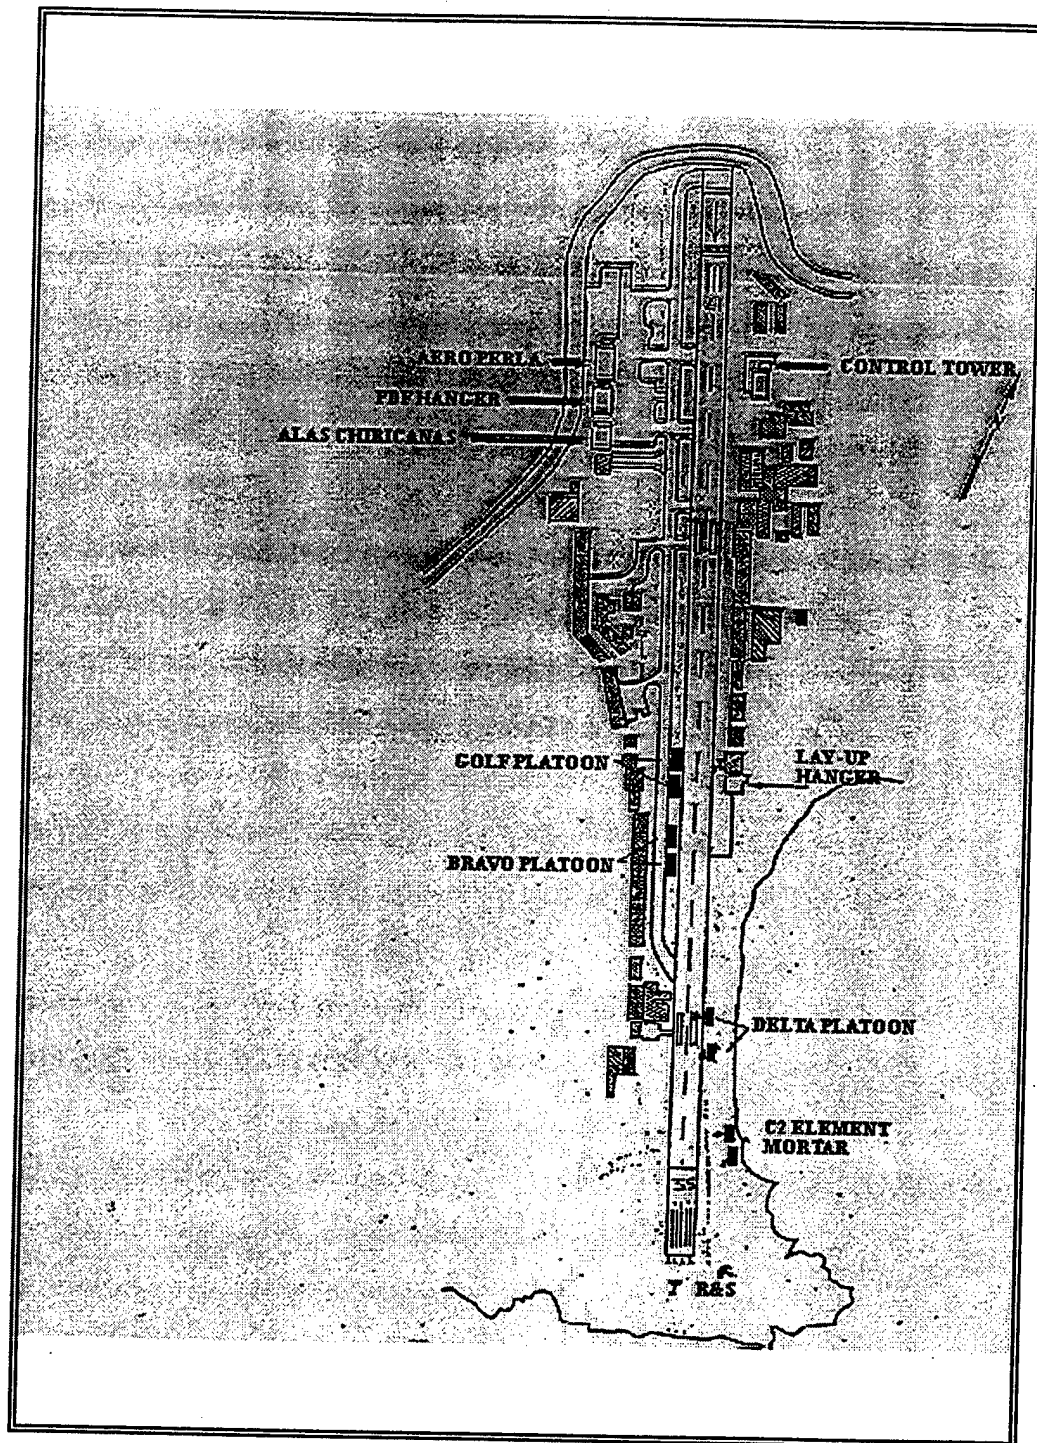 AERO PERLA
CONTROL TOWER
PDF HANGER
ALAS CHIRICANAS
GOLF PLATOON
LAY-UP
HANGER
BRAVO PLATOON
DELTA PLATOON
C2 ELEMENT
MORTAR
R&S